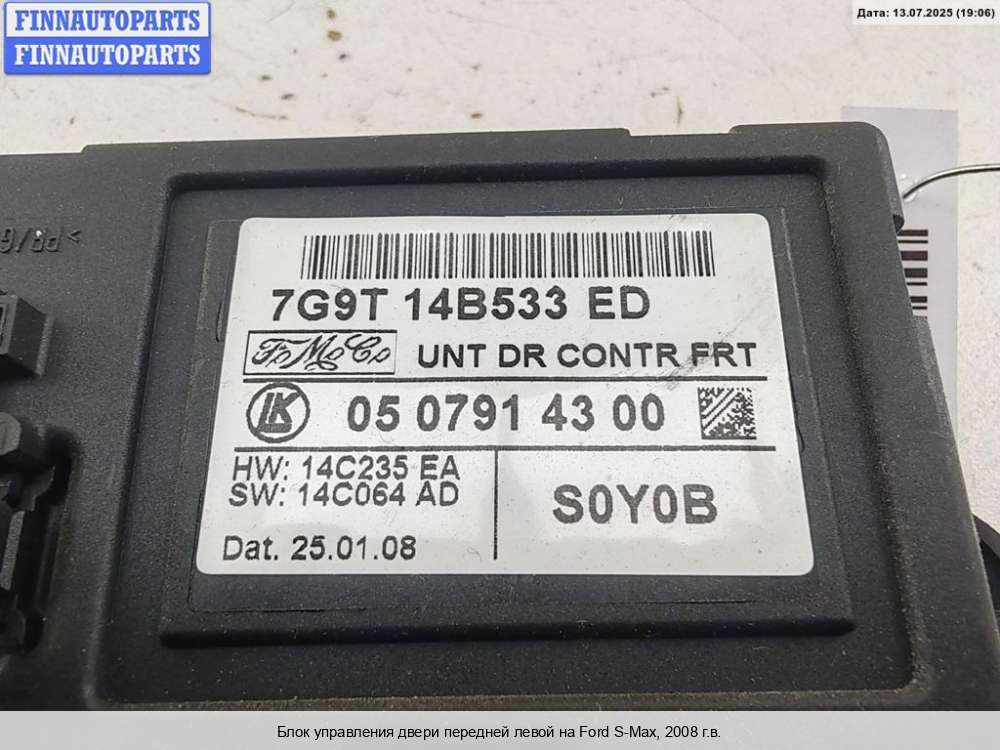 FINNAUTOPARTS
FINNAUTOPARTS
Дата: 13.07.2025 (19:06)
7G9T 14B533 ED
FoMoCo UNT DR CONTR FRT
LK 05 0791 43 00
HW: 14C235 EA
SW: 14C064 AD
S0Y0B
Dat. 25.01.08
Блок управления двери передней левой на Ford S-Max, 2008 г.в.